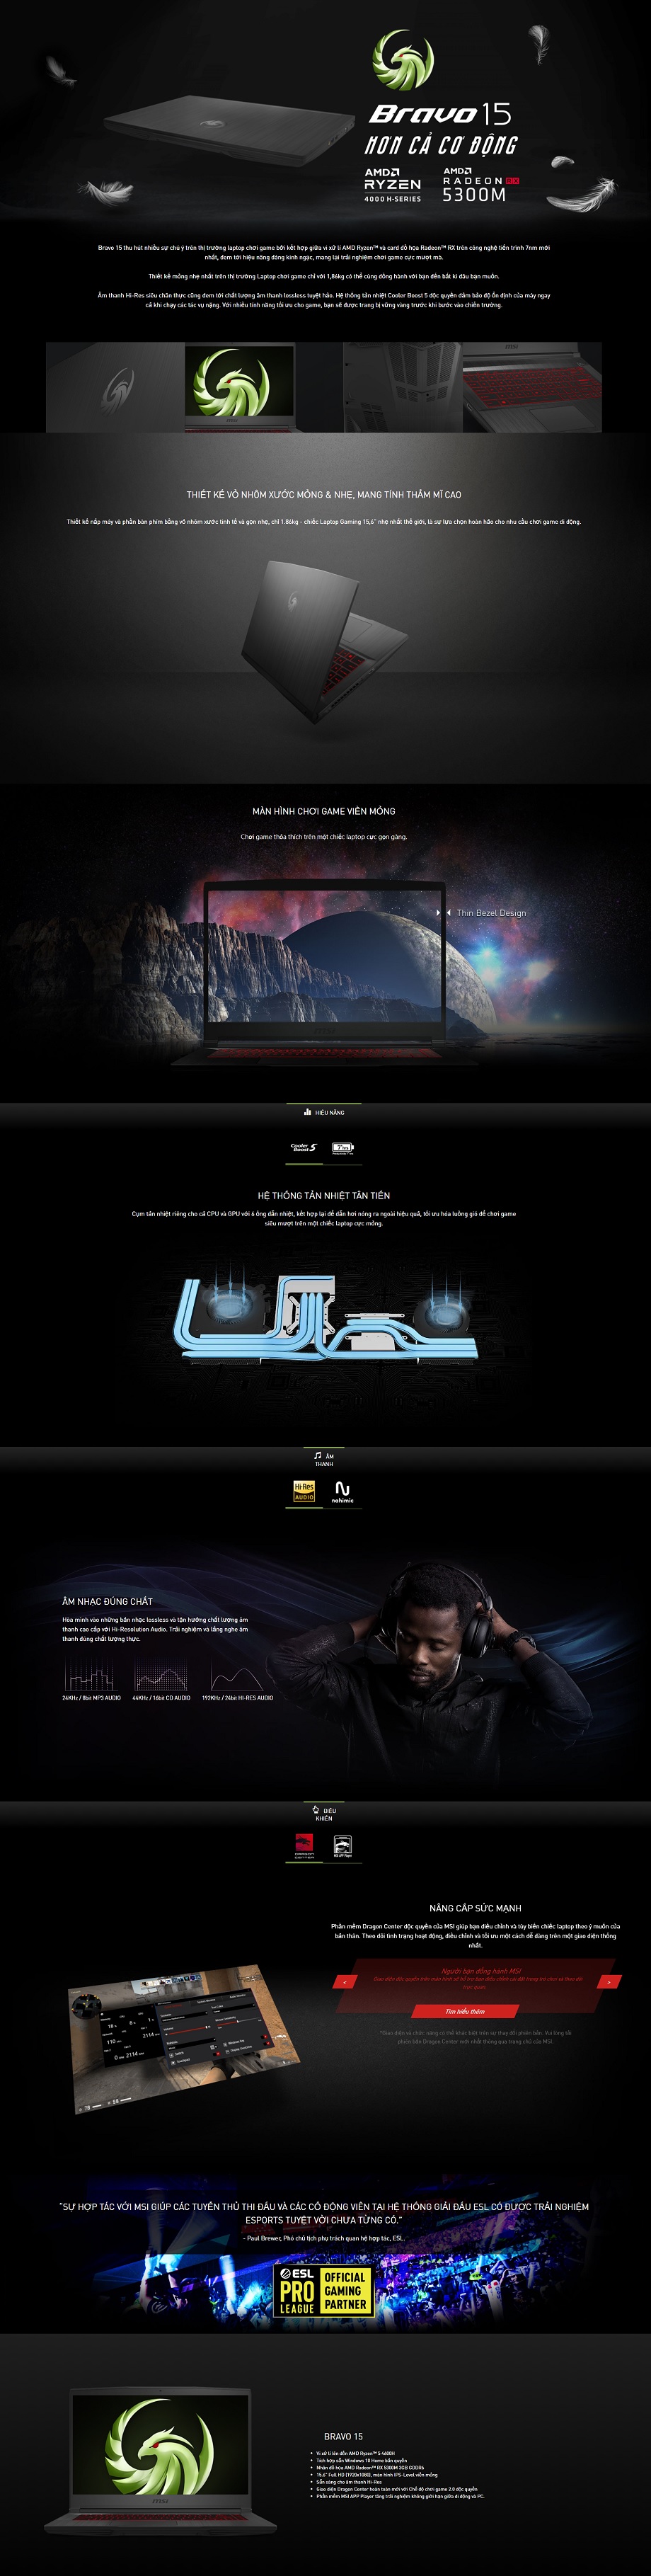 Bravo 15
HƠN CẢ CƠ ĐỘNG
AMD
RYZEN
4000 H-SERIES
AMD
RADEON RX
5300M
Bravo 15 thu hút nhiều sự chú ý trên thị trường laptop chơi game bởi kết hợp giữa vi xử lí AMD Ryzen™ và card đồ họa Radeon™ RX trên công nghệ tiến trình 7nm mới
nhất, đem tới hiệu năng đáng kinh ngạc, mang lại trải nghiệm chơi game cực mượt mà.
Thiết kế mỏng nhẹ nhất trên thị trường Laptop chơi game chỉ với 1,86kg có thể cùng đồng hành với bạn đến bất kì đâu bạn muốn.
Âm thanh Hi-Res siêu chân thực cũng đem tới chất lượng âm thanh lossless tuyệt hảo. Hệ thống tản nhiệt Cooler Boost 5 độc quyền đảm bảo độ ổn định của máy ngay
cả khi chạy các tác vụ nặng. Với nhiều tính năng tối ưu cho game, bạn sẽ được trang bị vững vàng trước khi bước vào chiến trường.
THIẾT KẾ VỎ NHÔM XƯỚC MỎNG & NHẸ, MANG TÍNH THẨM MĨ CAO
Thiết kế nắp máy và phần bàn phím bằng vỏ nhôm xước tinh tế và gọn nhẹ, chỉ 1.86kg - chiếc Laptop Gaming 15,6" nhẹ nhất thế giới, là sự lựa chọn hoàn hảo cho nhu cầu chơi game di động.
MÀN HÌNH CHƠI GAME VIỀN MỎNG
Chơi game thỏa thích trên một chiếc laptop cực gọn gàng.
Thin Bezel Design
HIỆU NĂNG
Cooler Boost 5
HỆ THỐNG TẢN NHIỆT TÂN TIẾN
Cụm tản nhiệt riêng cho cả CPU và GPU với 6 ống dẫn nhiệt, kết hợp lại để dẫn hơi nóng ra ngoài hiệu quả, tối ưu hóa luồng gió để chơi game
siêu mượt trên một chiếc laptop cực mỏng.
ÂM
THANH
Hi-Res
AUDIO
nahimic
ÂM NHẠC ĐÚNG CHẤT
Hòa mình vào những bản nhạc lossless và tận hưởng chất lượng âm
thanh cao cấp với Hi-Resolution Audio. Trải nghiệm và lắng nghe âm
thanh đúng chất lượng thực.
24KHz / 8bit MP3 AUDIO 44KHz / 16bit CD AUDIO 192KHz / 24bit HI-RES AUDIO
ĐIỀU
KHIỂN
NÂNG CẤP SỨC MẠNH
Phần mềm Dragon Center độc quyền của MSI giúp bạn điều chỉnh và tùy biến chiếc laptop theo ý muốn của
bản thân. Theo dõi tình trạng hoạt động, điều chỉnh và tối ưu một cách dễ dàng trên một giao diện thống
nhất.
Người bạn đồng hành MSI
Tìm hiểu thêm
*Giao diện và chức năng có thể khác biệt trên sự thay đổi phiên bản. Vui lòng tải
phiên bản Dragon Center mới nhất thông qua trang chủ của MSI.
"SỰ HỢP TÁC VỚI MSI GIÚP CÁC TUYỂN THỦ THI ĐẤU VÀ CÁC CỔ ĐỘNG VIÊN TẠI HỆ THỐNG GIẢI ĐẤU ESL CÓ ĐƯỢC TRẢI NGHIỆM
ESPORTS TUYỆT VỜI CHƯA TỪNG CÓ."
- Paul Brewer, Phó chủ tịch phụ trách quan hệ hợp tác, ESL.
ESL
PRO
LEAGUE
OFFICIAL
GAMING
PARTNER
BRAVO 15
Vi xử lí lên đến AMD Ryzen™ 5 4600H
Tích hợp sẵn Windows 10 Home bản quyền
Nhân đồ họa AMD Radeon™ RX 5300M 3GB GDDR6
15.6" Full HD (1920x1080), màn hình IPS-Level viền mỏng
Sẵn sàng cho âm thanh Hi-Res
Giao diện Dragon Center hoàn toàn mới với Chế độ chơi game 2.0 độc quyền
Phần mềm MSI APP Player tăng trải nghiệm không giới hạn giữa di động và PC.